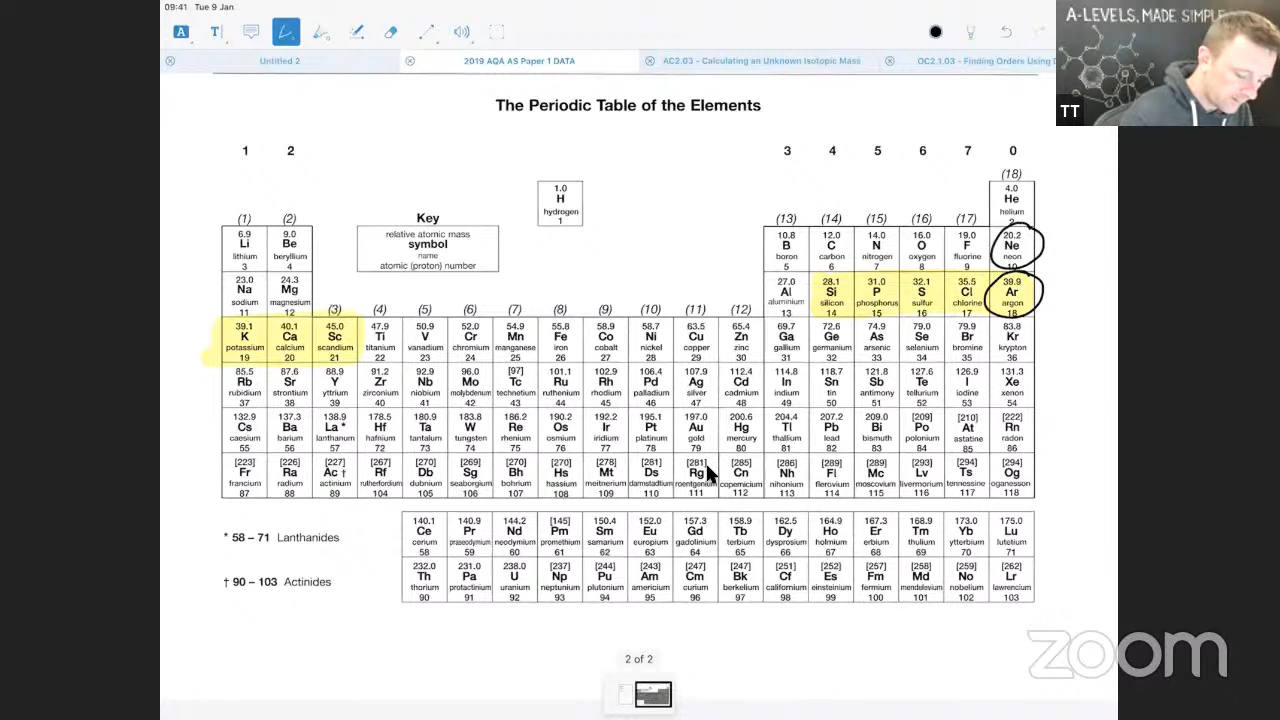 09:41 Tue 9 Jan
A-LEVELS, MADE SIMPLE
A T
Untitled 2
2019 AQA AS Paper 1 DATA
AC2.03 - Calculating an Unknown Isotopic Mass
OC2.1.03 - Finding Orders Using
TT
The Periodic Table of the Elements
1 2 3 4 5 6 7 0
(18)
1.0 4.0
H He
hydrogen helium
1 2
(1) (2) Key (13) (14) (15) (16) (17)
6.9 9.0 relative atomic mass 10.8 12.0 14.0 16.0 19.0 20.2
Li Be symbol B C N O F Ne
lithium beryllium name boron carbon nitrogen oxygen fluorine neon
3 4 atomic (proton) number 5 6 7 8 9 10
23.0 24.3 27.0 28.1 31.0 32.1 35.5 39.9
Na Mg Al Si P S Cl Ar
sodium magnesium aluminium silicon phosphorus sulfur chlorine argon
11 12 (3) (4) (5) (6) (7) (8) (9) (10) (11) (12) 13 14 15 16 17 18
39.1 40.1 45.0 47.9 50.9 52.0 54.9 55.8 58.9 58.7 63.5 65.4 69.7 72.6 74.9 79.0 79.9 83.8
K Ca Sc Ti V Cr Mn Fe Co Ni Cu Zn Ga Ge As Se Br Kr
potassium calcium scandium titanium vanadium chromium manganese iron cobalt nickel copper zinc gallium germanium arsenic selenium bromine krypton
19 20 21 22 23 24 25 26 27 28 29 30 31 32 33 34 35 36
85.5 87.6 88.9 91.2 92.9 96.0 [97] 101.1 102.9 106.4 107.9 112.4 114.8 118.7 121.8 127.6 126.9 131.3
Rb Sr Y Zr Nb Mo Tc Ru Rh Pd Ag Cd In Sn Sb Te I Xe
rubidium strontium yttrium zirconium niobium molybdenum technetium ruthenium rhodium palladium silver cadmium indium tin antimony tellurium iodine xenon
37 38 39 40 41 42 43 44 45 46 47 48 49 50 51 52 53 54
132.9 137.3 138.9 178.5 180.9 183.8 186.2 190.2 192.2 195.1 197.0 200.6 204.4 207.2 209.0 [209] [210] [222]
Cs Ba La * Hf Ta W Re Os Ir Pt Au Hg Tl Pb Bi Po At Rn
caesium barium lanthanum hafnium tantalum tungsten rhenium osmium iridium platinum gold mercury thallium lead bismuth polonium astatine radon
55 56 57 72 73 74 75 76 77 78 79 80 81 82 83 84 85 86
[223] [226] [227] [267] [270] [269] [270] [270] [278] [281] [281] [285] [286] [289] [289] [293] [294] [294]
Fr Ra Ac † Rf Db Sg Bh Hs Mt Ds Rg Cn Nh Fl Mc Lv Ts Og
francium radium actinium rutherfordium dubnium seaborgium bohrium hassium meitnerium darmstadtium roentgenium copernicium nihonium flerovium moscovium livermorium tennessine oganesson
87 88 89 104 105 106 107 108 109 110 111 112 113 114 115 116 117 118
140.1 140.9 144.2 [145] 150.4 152.0 157.3 158.9 162.5 164.9 167.3 168.9 173.0 175.0
* 58 – 71 Lanthanides Ce Pr Nd Pm Sm Eu Gd Tb Dy Ho Er Tm Yb Lu
cerium praseodymium neodymium promethium samarium europium gadolinium terbium dysprosium holmium erbium thulium ytterbium lutetium
58 59 60 61 62 63 64 65 66 67 68 69 70 71
232.0 231.0 238.0 [237] [244] [243] [247] [247] [251] [252] [257] [258] [259] [262]
† 90 – 103 Actinides Th Pa U Np Pu Am Cm Bk Cf Es Fm Md No Lr
thorium protactinium uranium neptunium plutonium americium curium berkelium californium einsteinium fermium mendelevium nobelium lawrencium
90 91 92 93 94 95 96 97 98 99 100 101 102 103
2 of 2
zoom